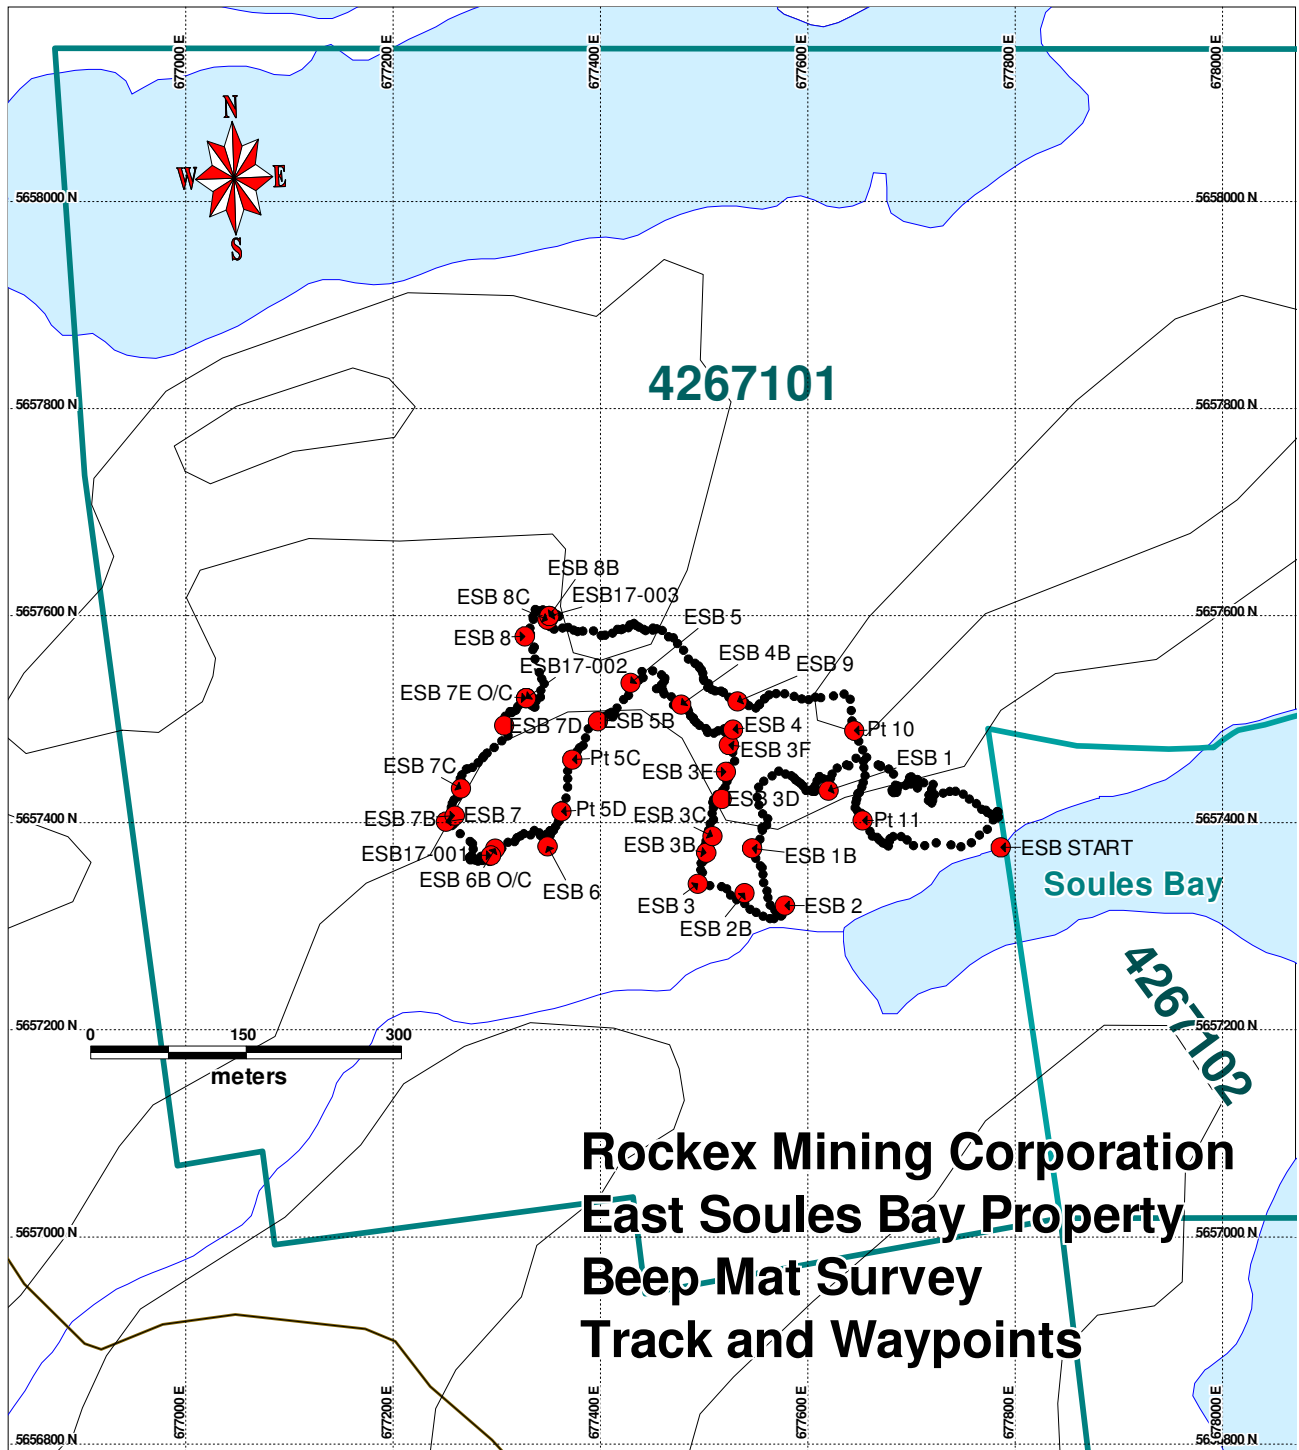 677000 E
677200 E
677400 E
677600 E
677800 E
678000 E
N
W E
S
5658000 N
5658000 N
4267101
5657800 N
5657800 N
ESB 8B
ESB 8C
ESB17-003
5657600 N
5657600 N
ESB 5
ESB 8
ESB 4B
ESB17-002
ESB 9
ESB 7E O/C
ESB 7D
ESB 5B
ESB 4
Pt 10
ESB 3F
Pt 5C
ESB 1
ESB 7C
ESB 3E
ESB 3D
Pt 5D
ESB 7B
ESB 7
ESB 3C
Pt 11
5657400 N
5657400 N
ESB 3B
ESB START
ESB17-001
ESB 1B
ESB 6B O/C
ESB 6
Soules Bay
ESB 3
ESB 2
ESB 2B
4267102
5657200 N
5657200 N
0 150 300
meters
Rockex Mining Corporation
East Soules Bay Property
5657000 N
5657000 N
Beep Mat Survey
Track and Waypoints
677000 E
677200 E
677400 E
677600 E
677800 E
678000 E
5656800 N
5656800 N